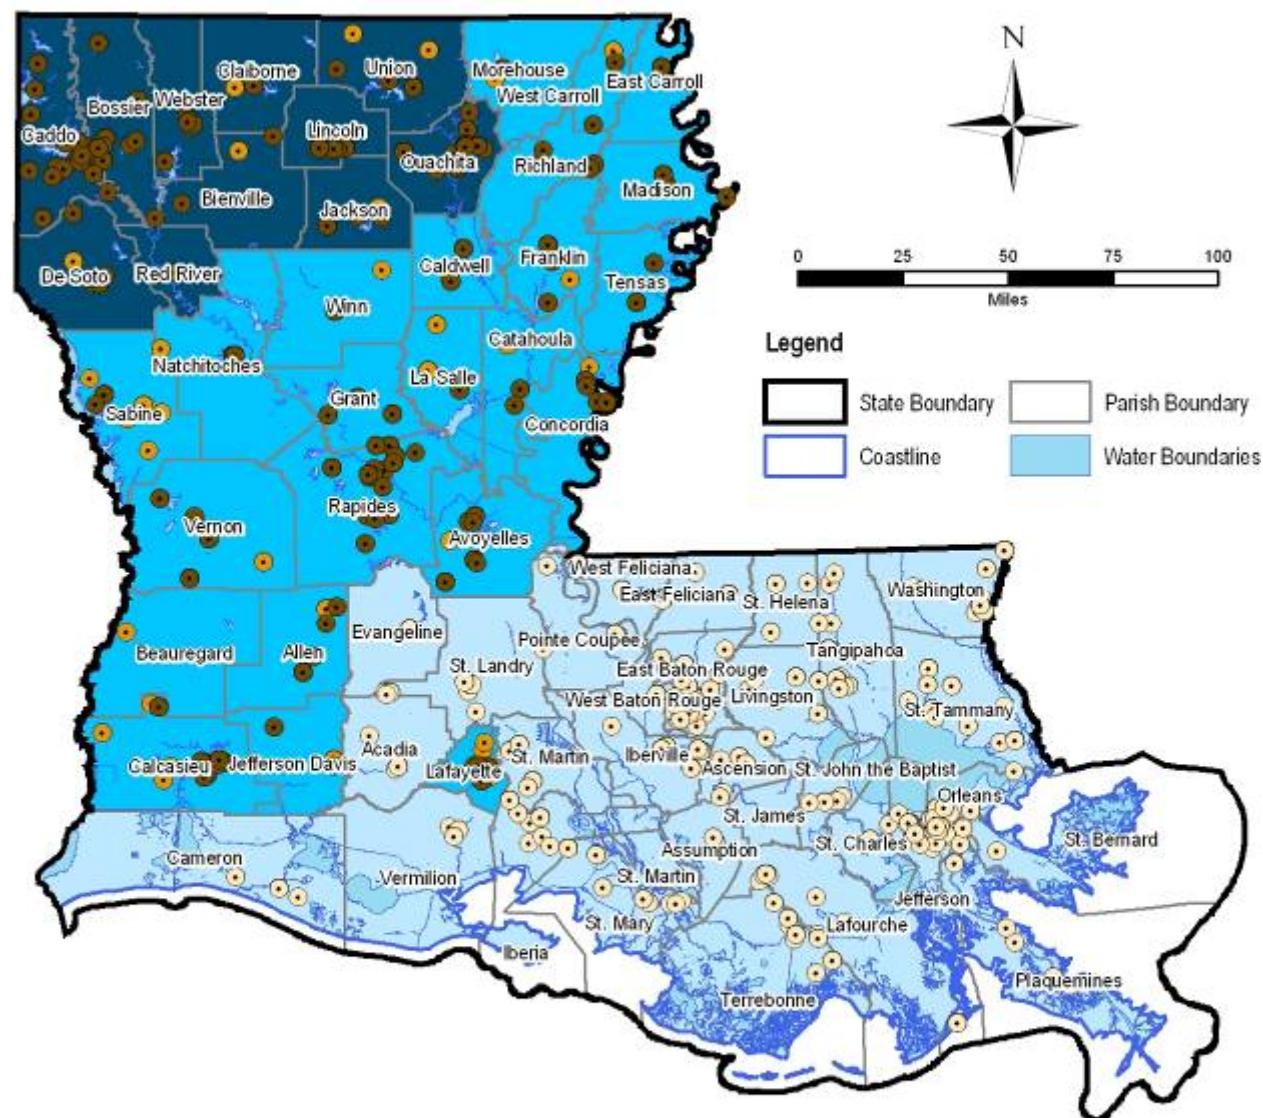 N
0 25 50 75 100
Miles
Legend
State Boundary
Parish Boundary
Coastline
Water Boundaries
Claiborne
Union
Morehouse
West Carroll
East Carroll
Bossier
Webster
Caddo
Lincoln
Ouachita
Richland
Madison
Bienville
Jackson
De Soto
Red River
Caldwell
Franklin
Tensas
Winn
Natchitoches
Catahoula
La Salle
Sabine
Grant
Concordia
Rapides
Vernon
Avoyelles
West Feliciana
East Feliciana
St. Helena
Washington
Evangeline
Pointe Coupee
Beauregard
Allen
St. Landry
East Baton Rouge
Tangipahoa
West Baton Rouge
Livingston
St. Tammany
Calcasieu
Jefferson Davis
Acadia
Lafayette
St. Martin
Iberville
Ascension
St. John the Baptist
Orleans
St. James
Cameron
Vermilion
Assumption
St. Charles
St. Bernard
St. Martin
Jefferson
St. Mary
Lafourche
Iberia
Plaquemines
Terrebonne